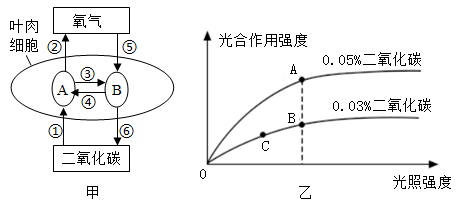 叶肉
细胞
氧气
② ⑤
A ③ B
④
① ⑥
二氧化碳
甲
光合作用强度
0.05%二氧化碳
A
0.03%二氧化碳
B
C
0
乙
光照强度